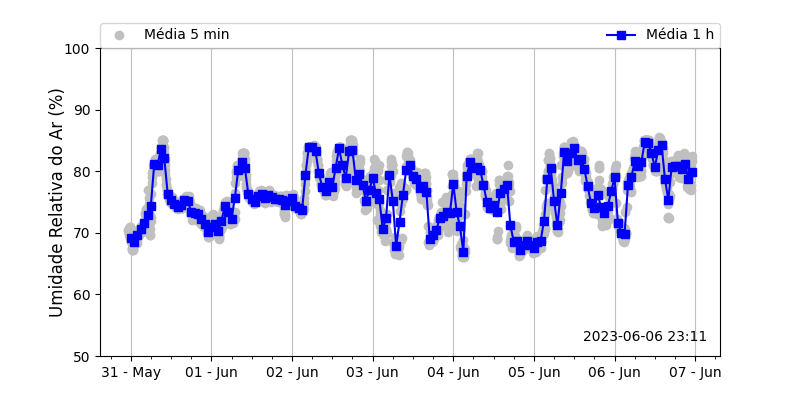 Média 5 min
Média 1 h
Umidade Relativa do Ar (%)
100
90
80
70
60
50
2023-06-06 23:11
31 - May
01 - Jun
02 - Jun
03 - Jun
04 - Jun
05 - Jun
06 - Jun
07 - Jun